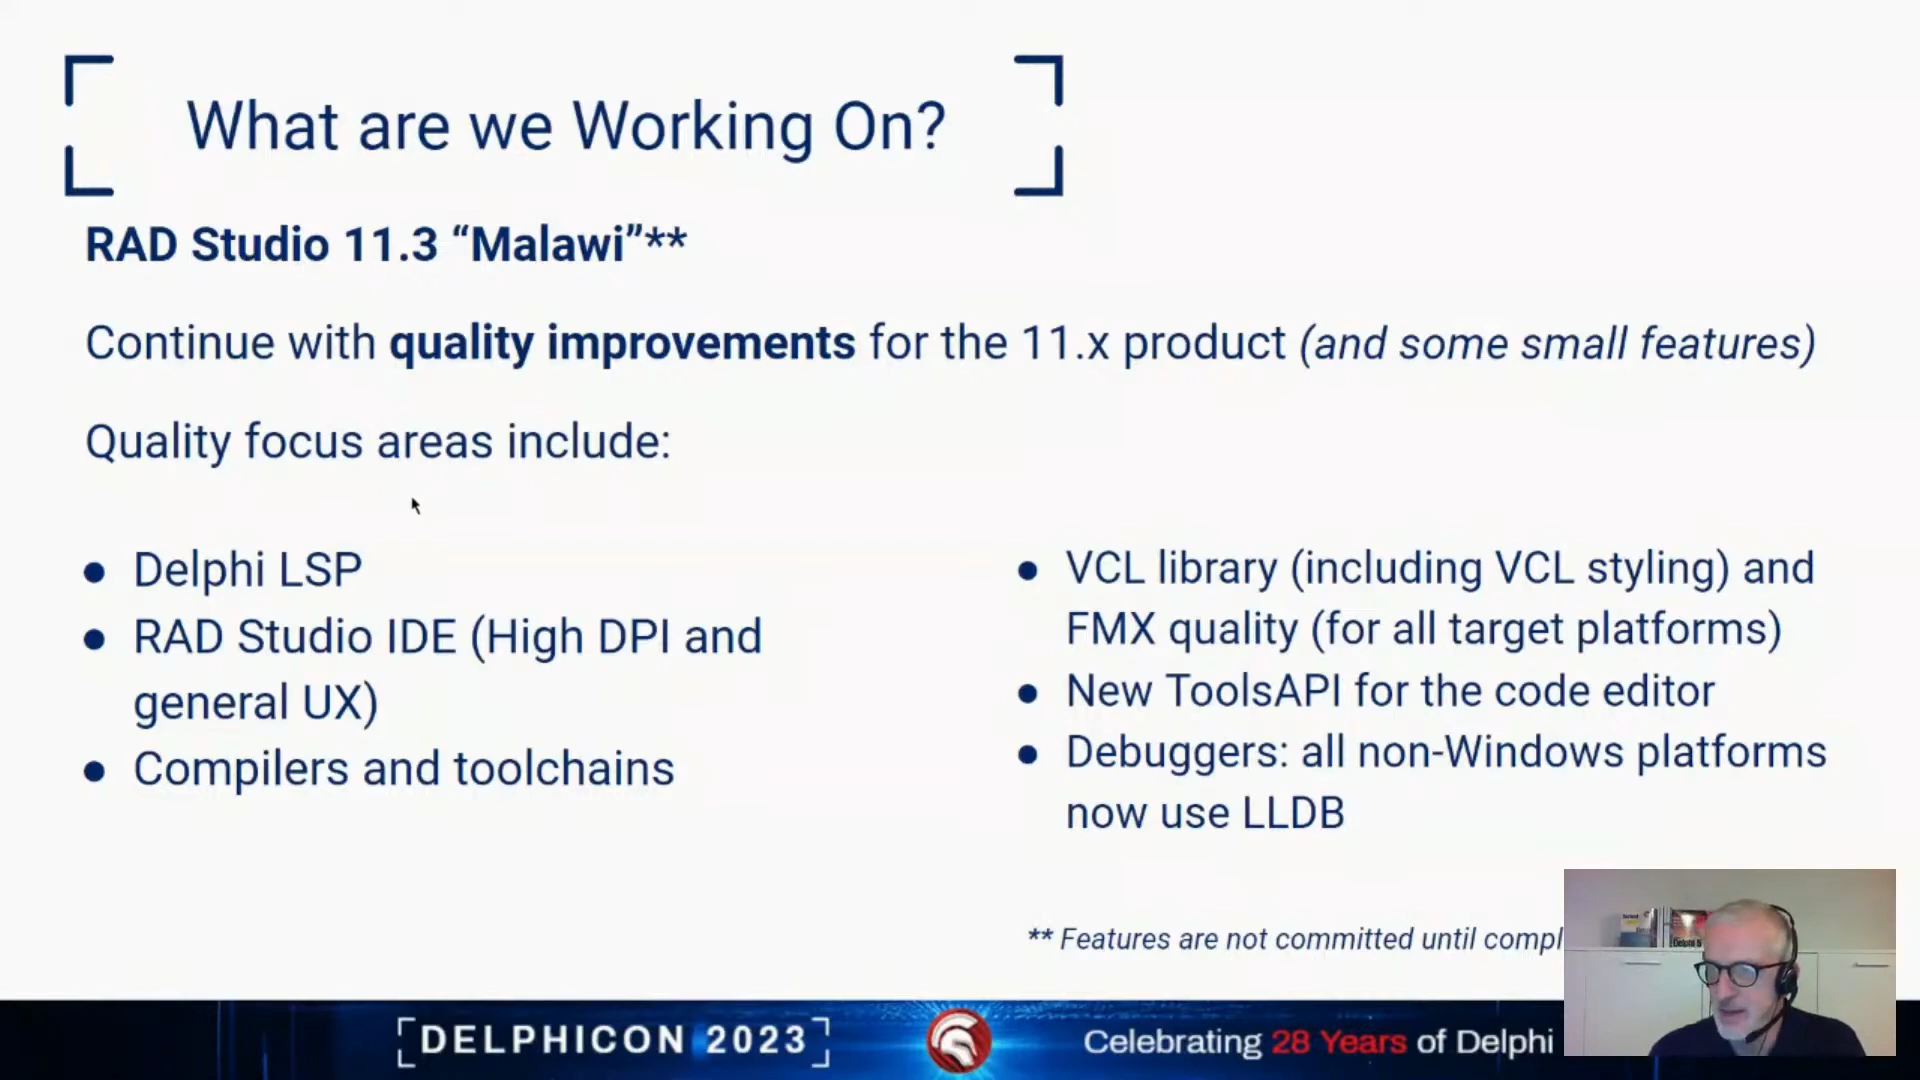 What are we Working On?
RAD Studio 11.3 “Malawi”**
Continue with quality improvements for the 11.x product (and some small features)
Quality focus areas include:
● Delphi LSP
● RAD Studio IDE (High DPI and
general UX)
● Compilers and toolchains
● VCL library (including VCL styling) and
FMX quality (for all target platforms)
● New ToolsAPI for the code editor
● Debuggers: all non-Windows platforms
now use LLDB
** Features are not committed until compl
DELPHICON 2023
Celebrating 28 Years of Delphi